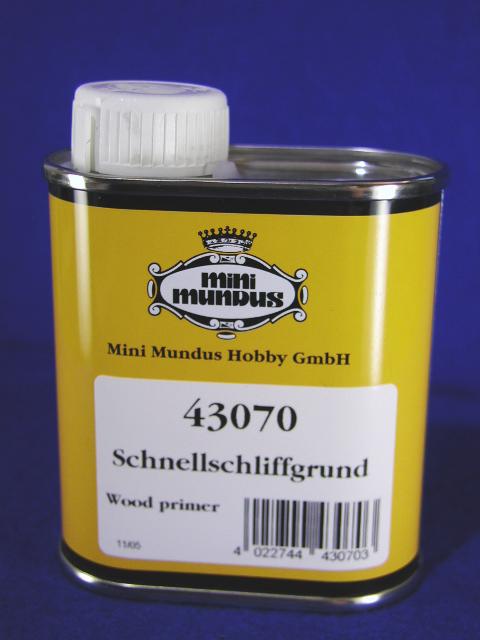 mini
mundus
Mini Mundus Hobby GmbH
43070
Schnellschliffgrund
Wood primer
11/05
4 022744 430703